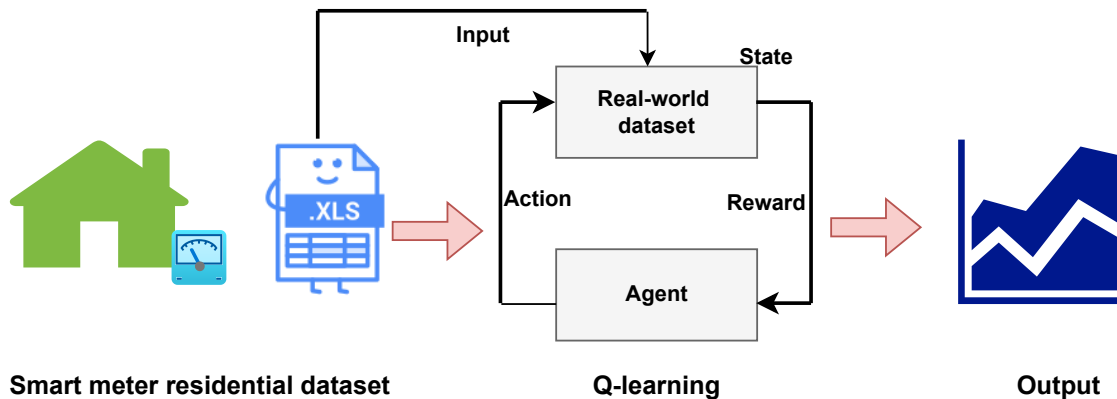 Input
State
Real-world
dataset
.XLS
Action
Reward
Agent
Smart meter residential dataset
Q-learning
Output